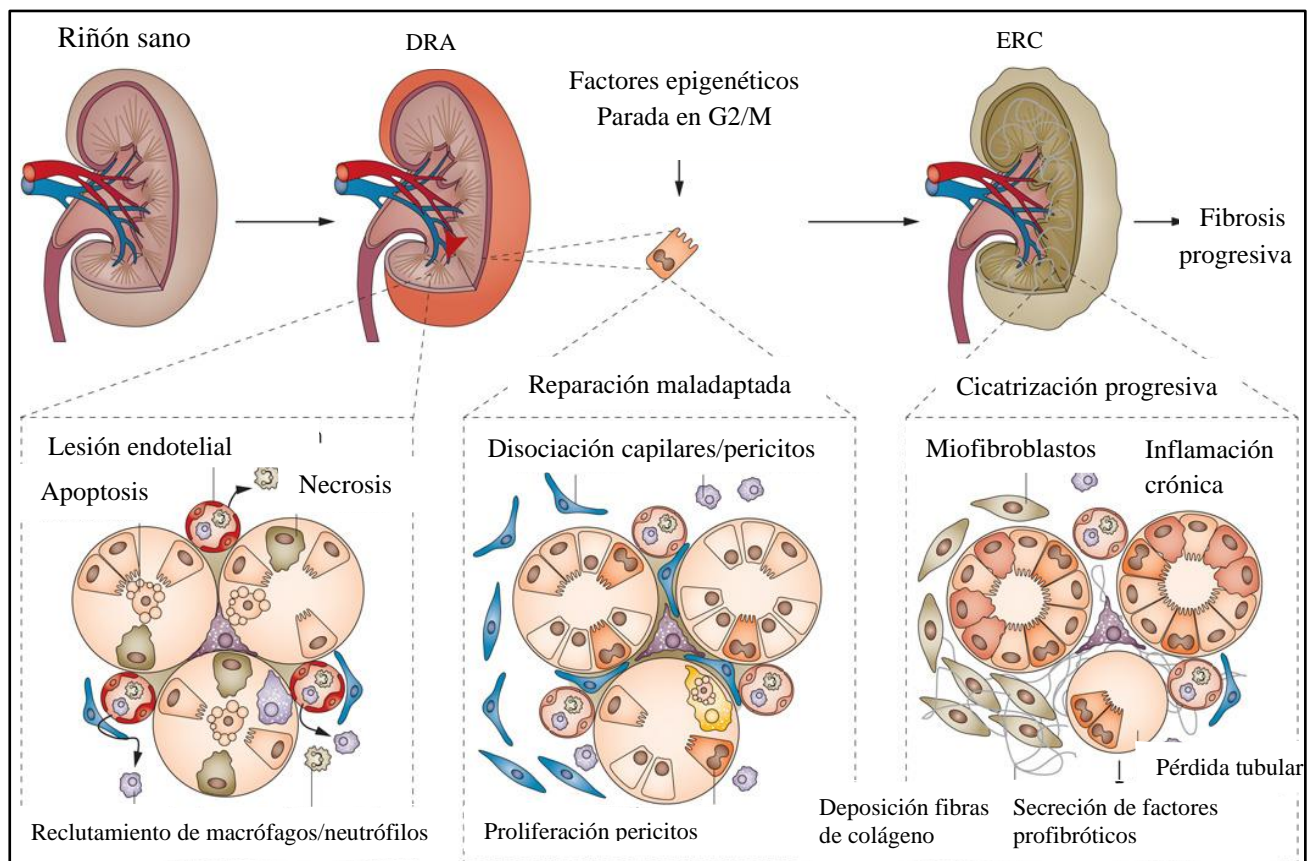 Riñón sano
DRA
ERC
Factores epigenéticos
Parada en G2/M
Fibrosis
progresiva
Reparación maladaptada
Cicatrización progresiva
Lesión endotelial
Apoptosis
Necrosis
Reclutamiento de macrófagos/neutrófilos
Disociación capilares/pericitos
Proliferación pericitos
Miofibroblastos
Inflamación
crónica
Pérdida tubular
Deposición fibras
de colágeno
Secreción de factores
profibróticos